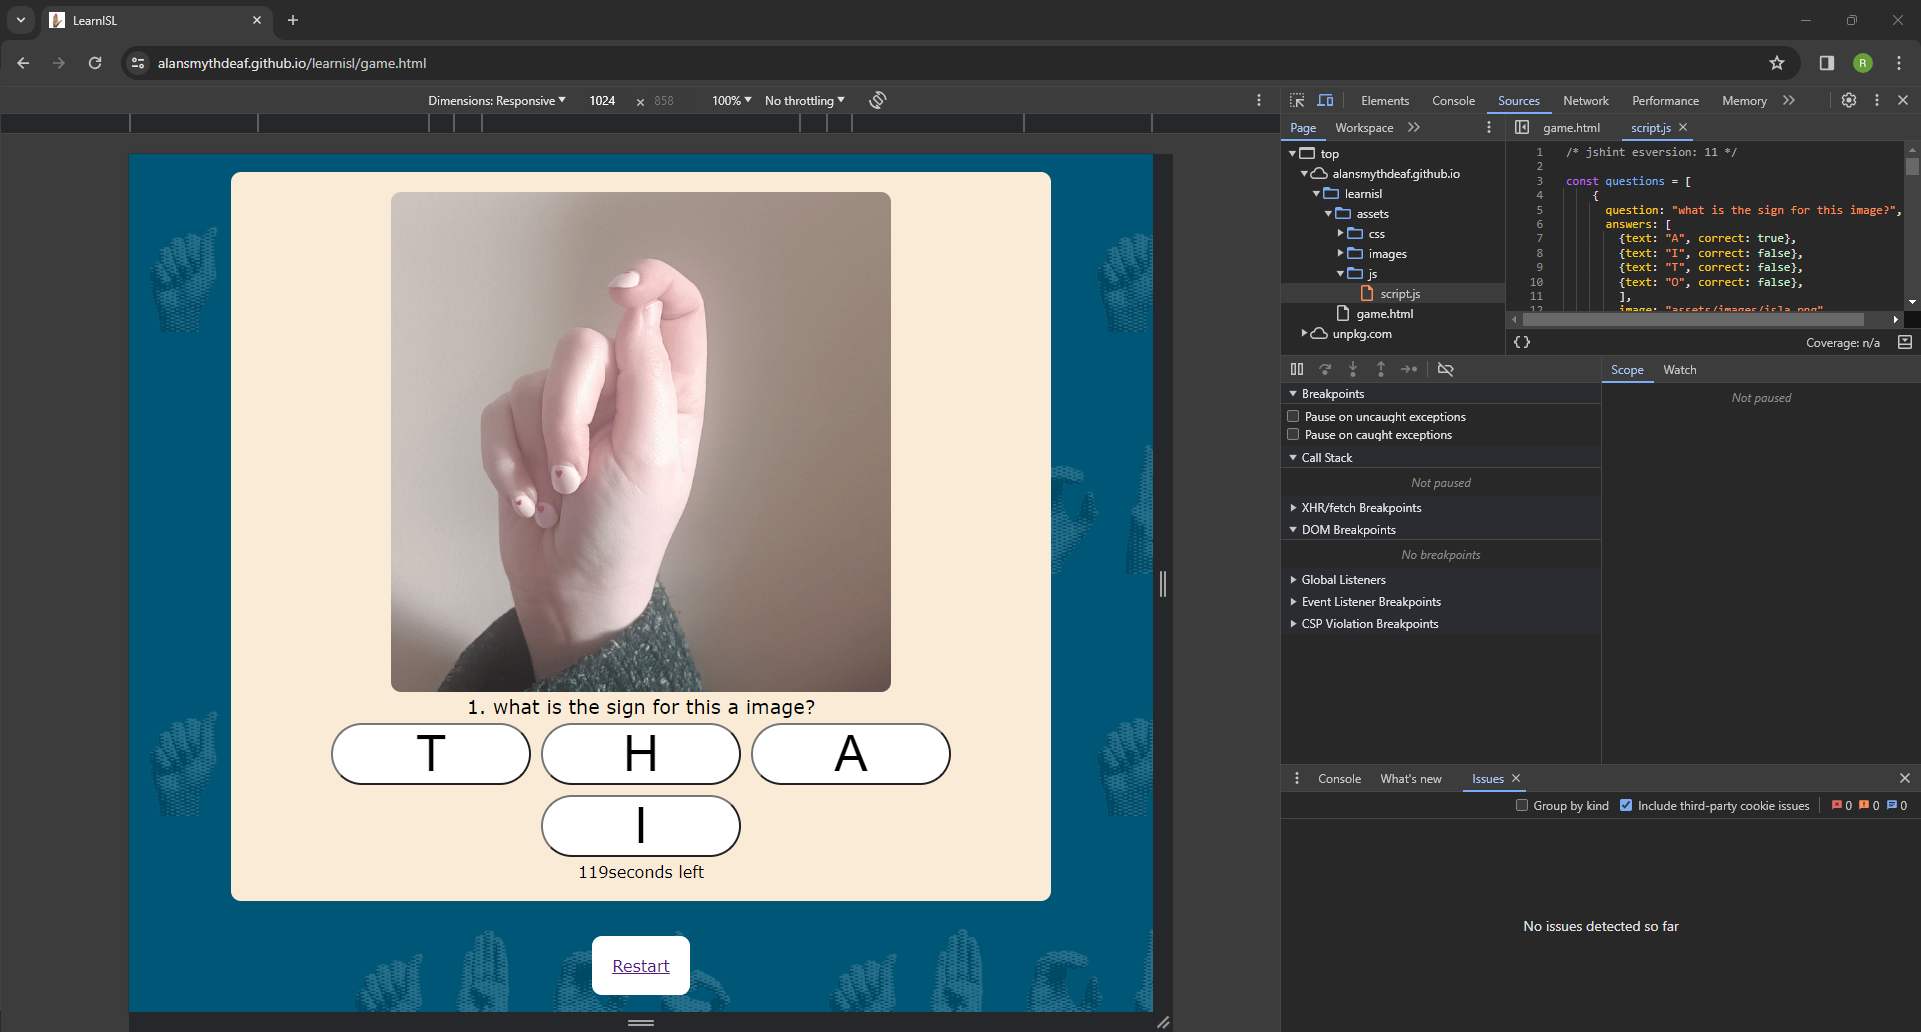 LearnISL
alansmythdeaf.github.io/learnisl/game.html
R
Dimensions: Responsive 1024 × 858 100% No throttling
1. what is the sign for this a image?
T H A
I
119seconds left
Restart
Elements Console Sources Network Performance Memory
Page Workspace
game.html script.js
top
alansmythdeaf.github.io
learnisl
assets
css
images
js
script.js
game.html
unpkg.com
1 /* jshint esversion: 11 */
2
3 const questions = [
4 {
5 question: "what is the sign for this image?",
6 answers: [
7 {text: "A", correct: true},
8 {text: "I", correct: false},
9 {text: "T", correct: false},
10 {text: "O", correct: false},
11 ],
12 image: "assets/images/isla.png"
{} Coverage: n/a
Breakpoints
Pause on uncaught exceptions
Pause on caught exceptions
Call Stack
Not paused
XHR/fetch Breakpoints
DOM Breakpoints
No breakpoints
Global Listeners
Event Listener Breakpoints
CSP Violation Breakpoints
Scope Watch
Not paused
Console What's new Issues
Group by kind Include third-party cookie issues 0 0 0
No issues detected so far